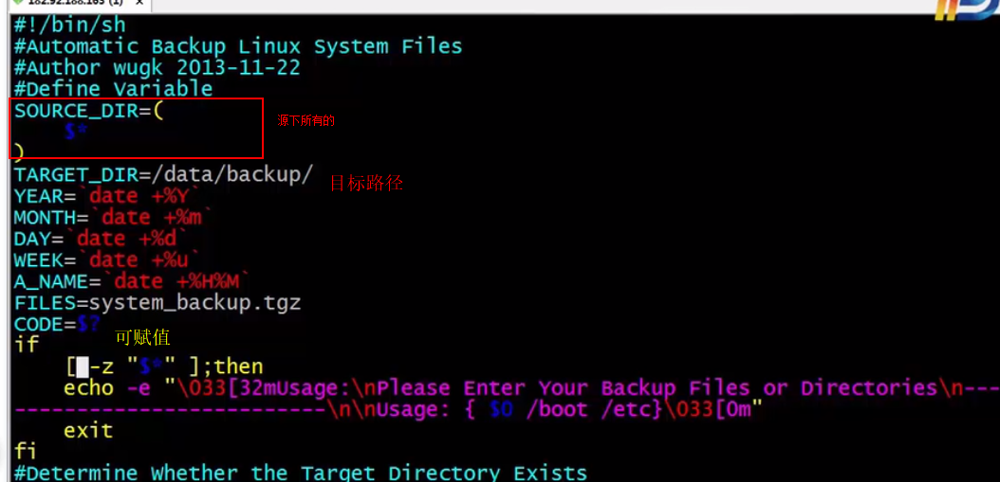 #!/bin/sh
#Automatic Backup Linux System Files
#Author wugk 2013-11-22
#Define Variable
SOURCE_DIR=(
$*
)
源下所有的
TARGET_DIR=/data/backup/
目标路径
YEAR=`date +%Y`
MONTH=`date +%m`
DAY=`date +%d`
WEEK=`date +%u`
A_NAME=`date +%H%M`
FILES=system_backup.tgz
CODE=$?
可赋值
if
[ -z "$*" ];then
echo -e "\033[32mUsage:\nPlease Enter Your Backup Files or Directories\n---
-------------------------\n\nUsage: { $0 /boot /etc}\033[0m"
exit
fi
#Determine Whether the Target Directory Exists